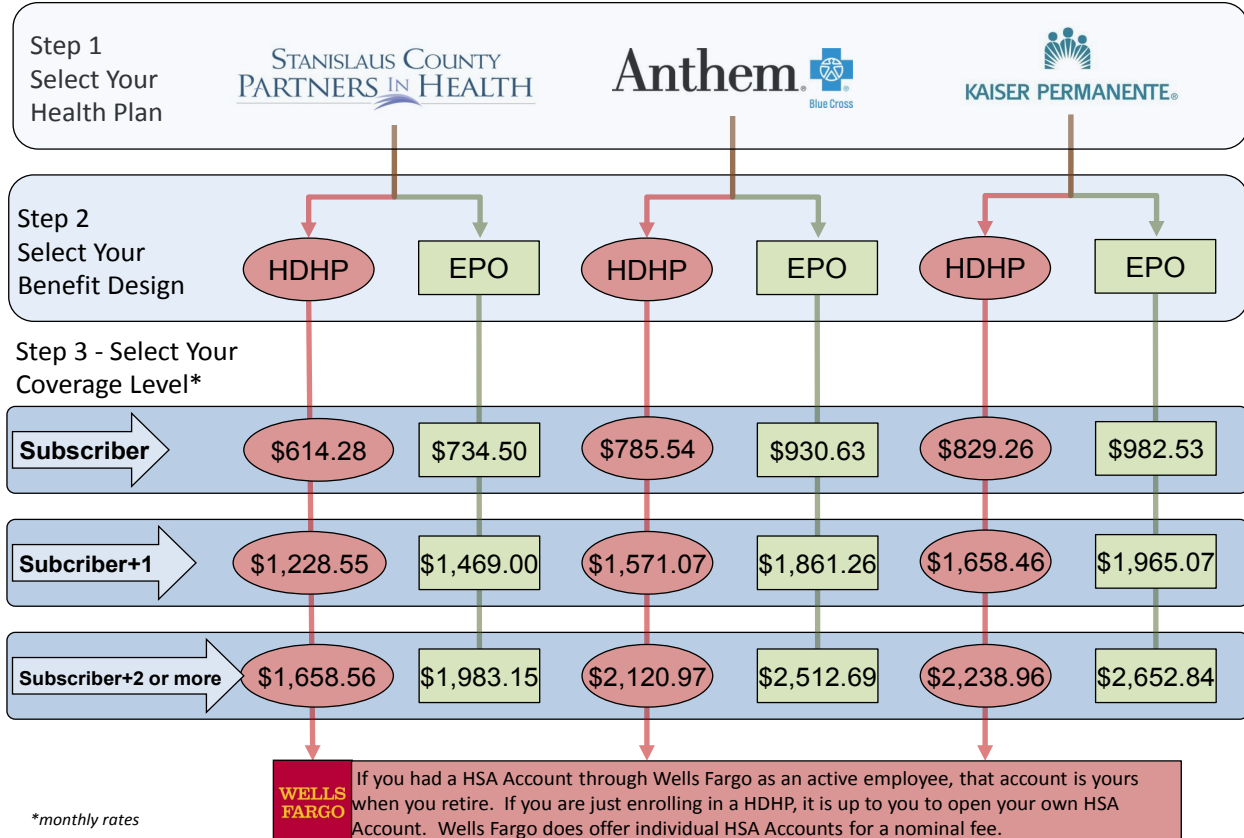 Step 1
Select Your
Health Plan
STANISLAUS COUNTY
PARTNERS IN HEALTH
Anthem®
Blue Cross
KAISER PERMANENTE®
Step 2
Select Your
Benefit Design
HDHP EPO HDHP EPO HDHP EPO
Step 3 - Select Your
Coverage Level*
Subscriber $614.28 $734.50 $785.54 $930.63 $829.26 $982.53
Subcriber+1 $1,228.55 $1,469.00 $1,571.07 $1,861.26 $1,658.46 $1,965.07
Subscriber+2 or more $1,658.56 $1,983.15 $2,120.97 $2,512.69 $2,238.96 $2,652.84
WELLS
FARGO
If you had a HSA Account through Wells Fargo as an active employee, that account is yours
when you retire. If you are just enrolling in a HDHP, it is up to you to open your own HSA
Account. Wells Fargo does offer individual HSA Accounts for a nominal fee.
*monthly rates